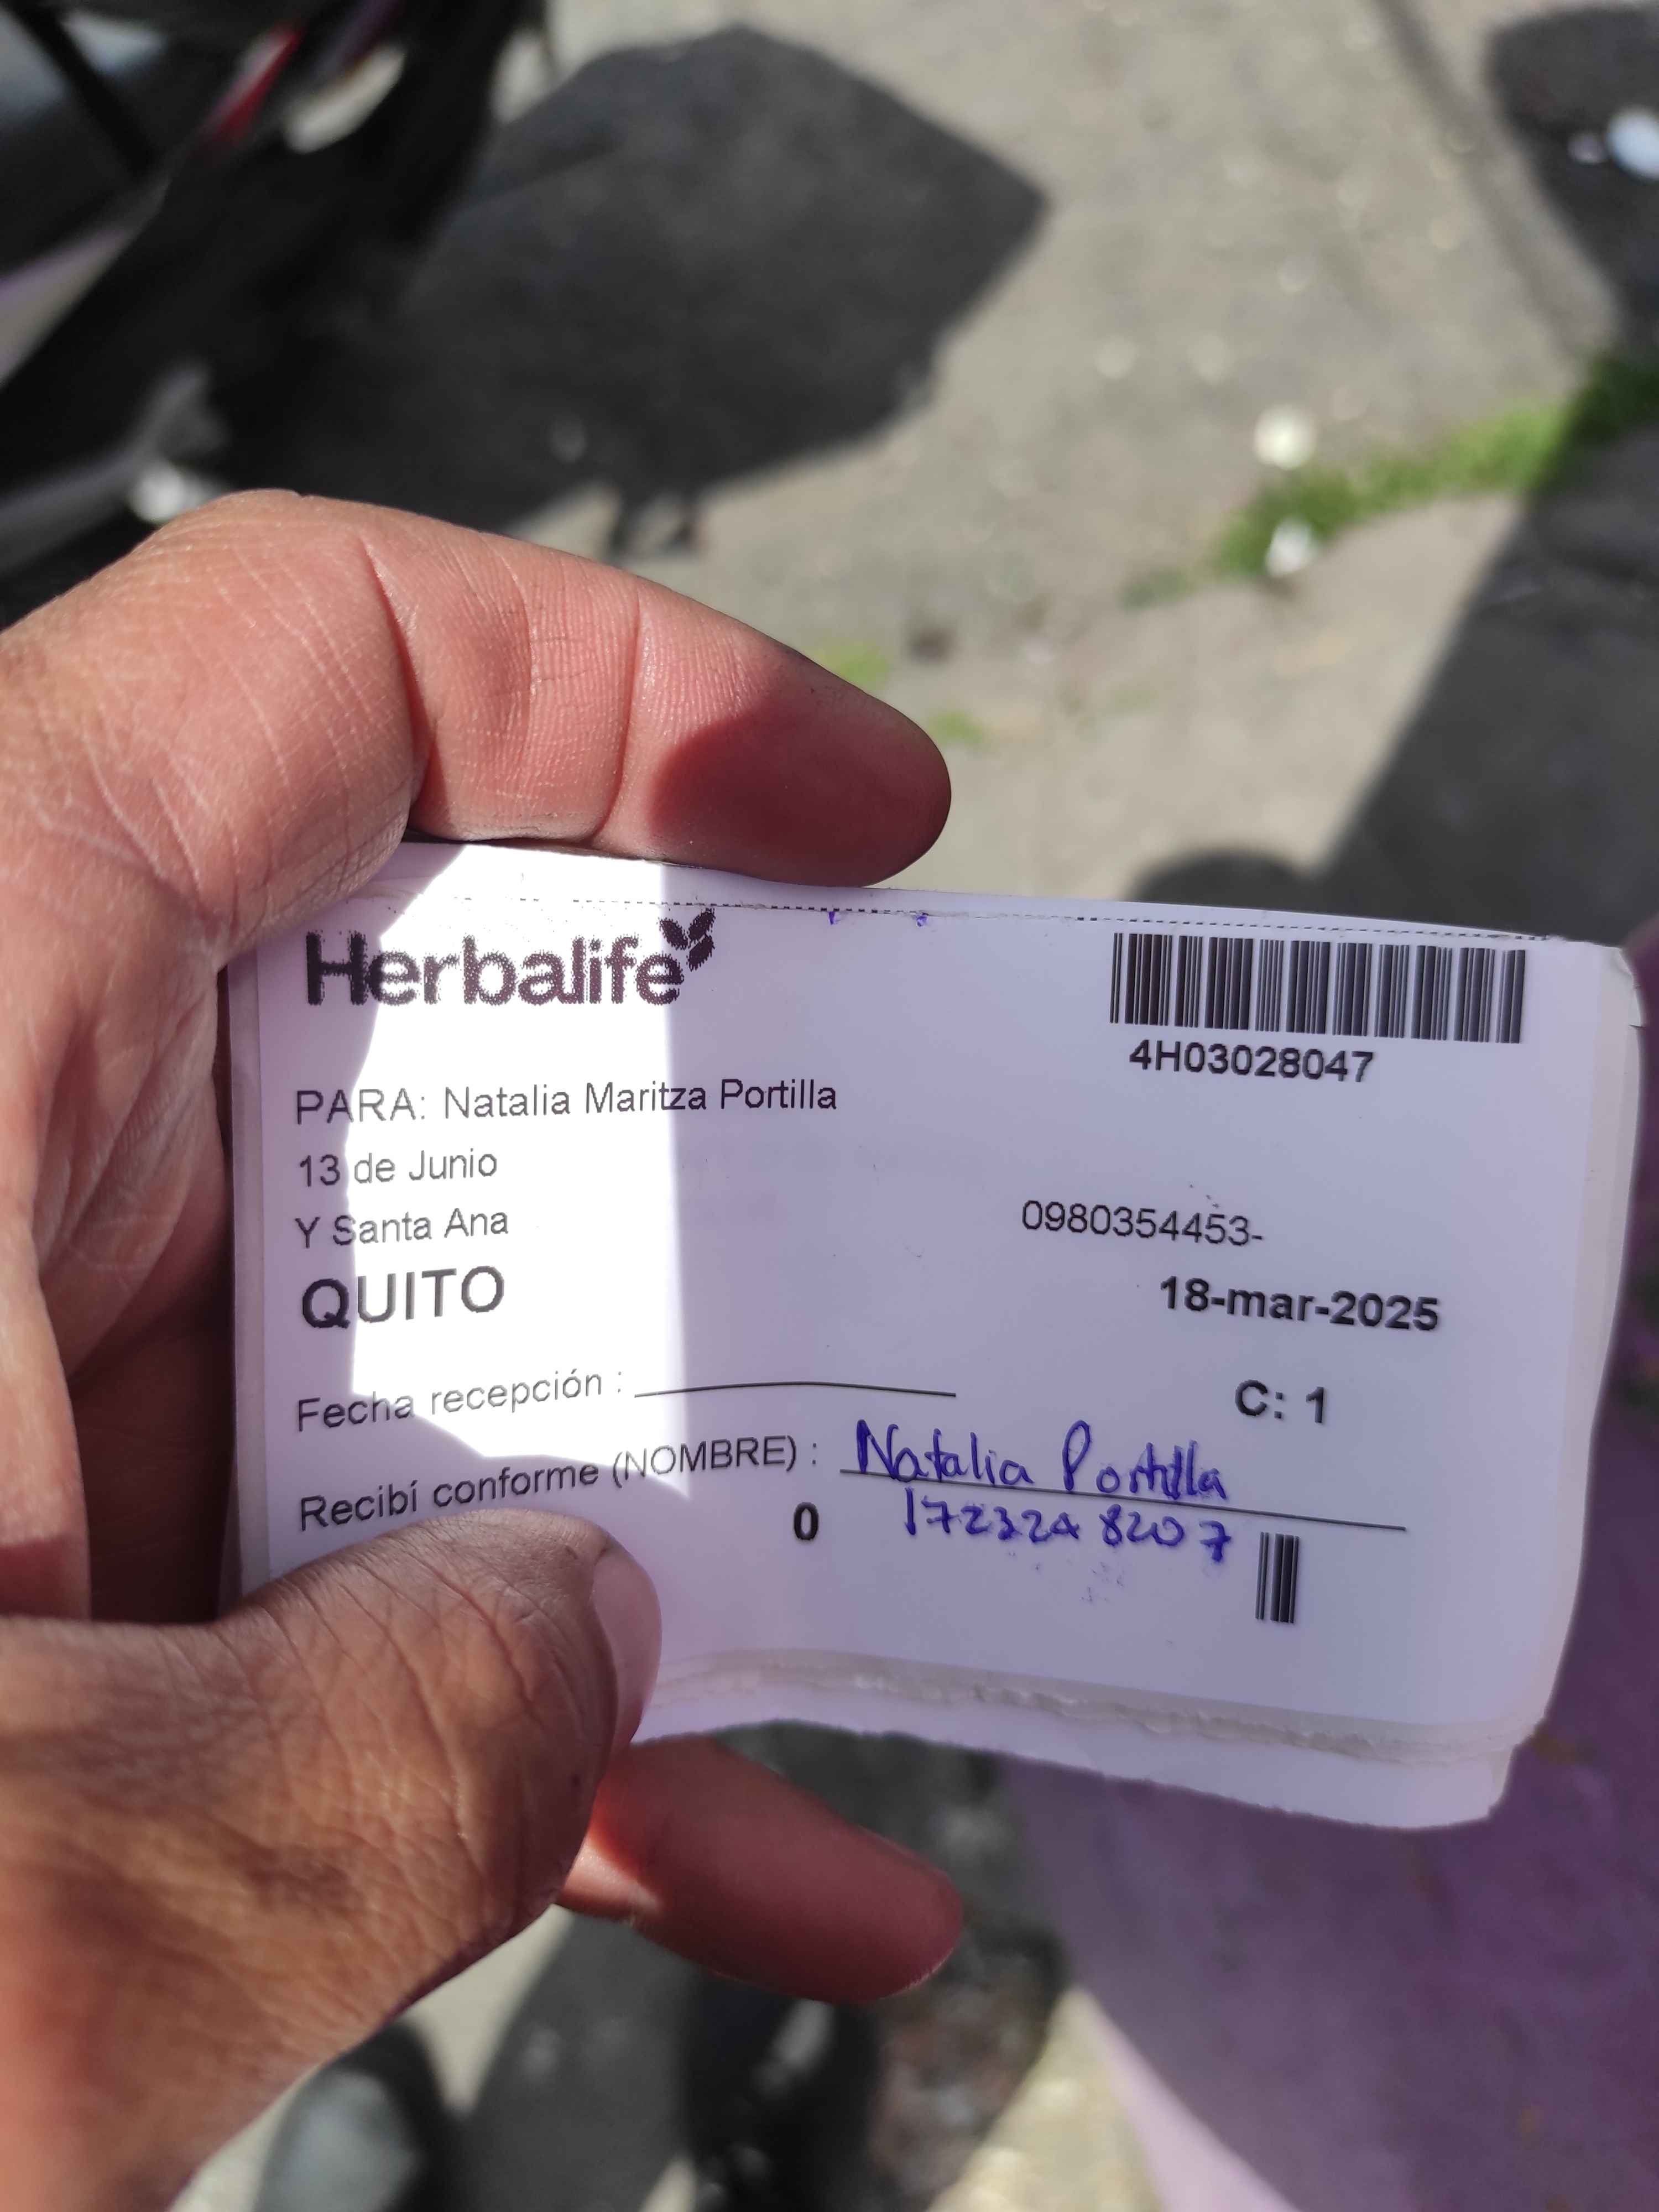 Herbalife
4H03028047
PARA: Natalia Maritza Portilla
13 de Junio
Y Santa Ana
0980354453-
QUITO
18-mar-2025
Fecha recepción :
C: 1
Recibí conforme (NOMBRE) : Natalia Portilla
0
1723248207